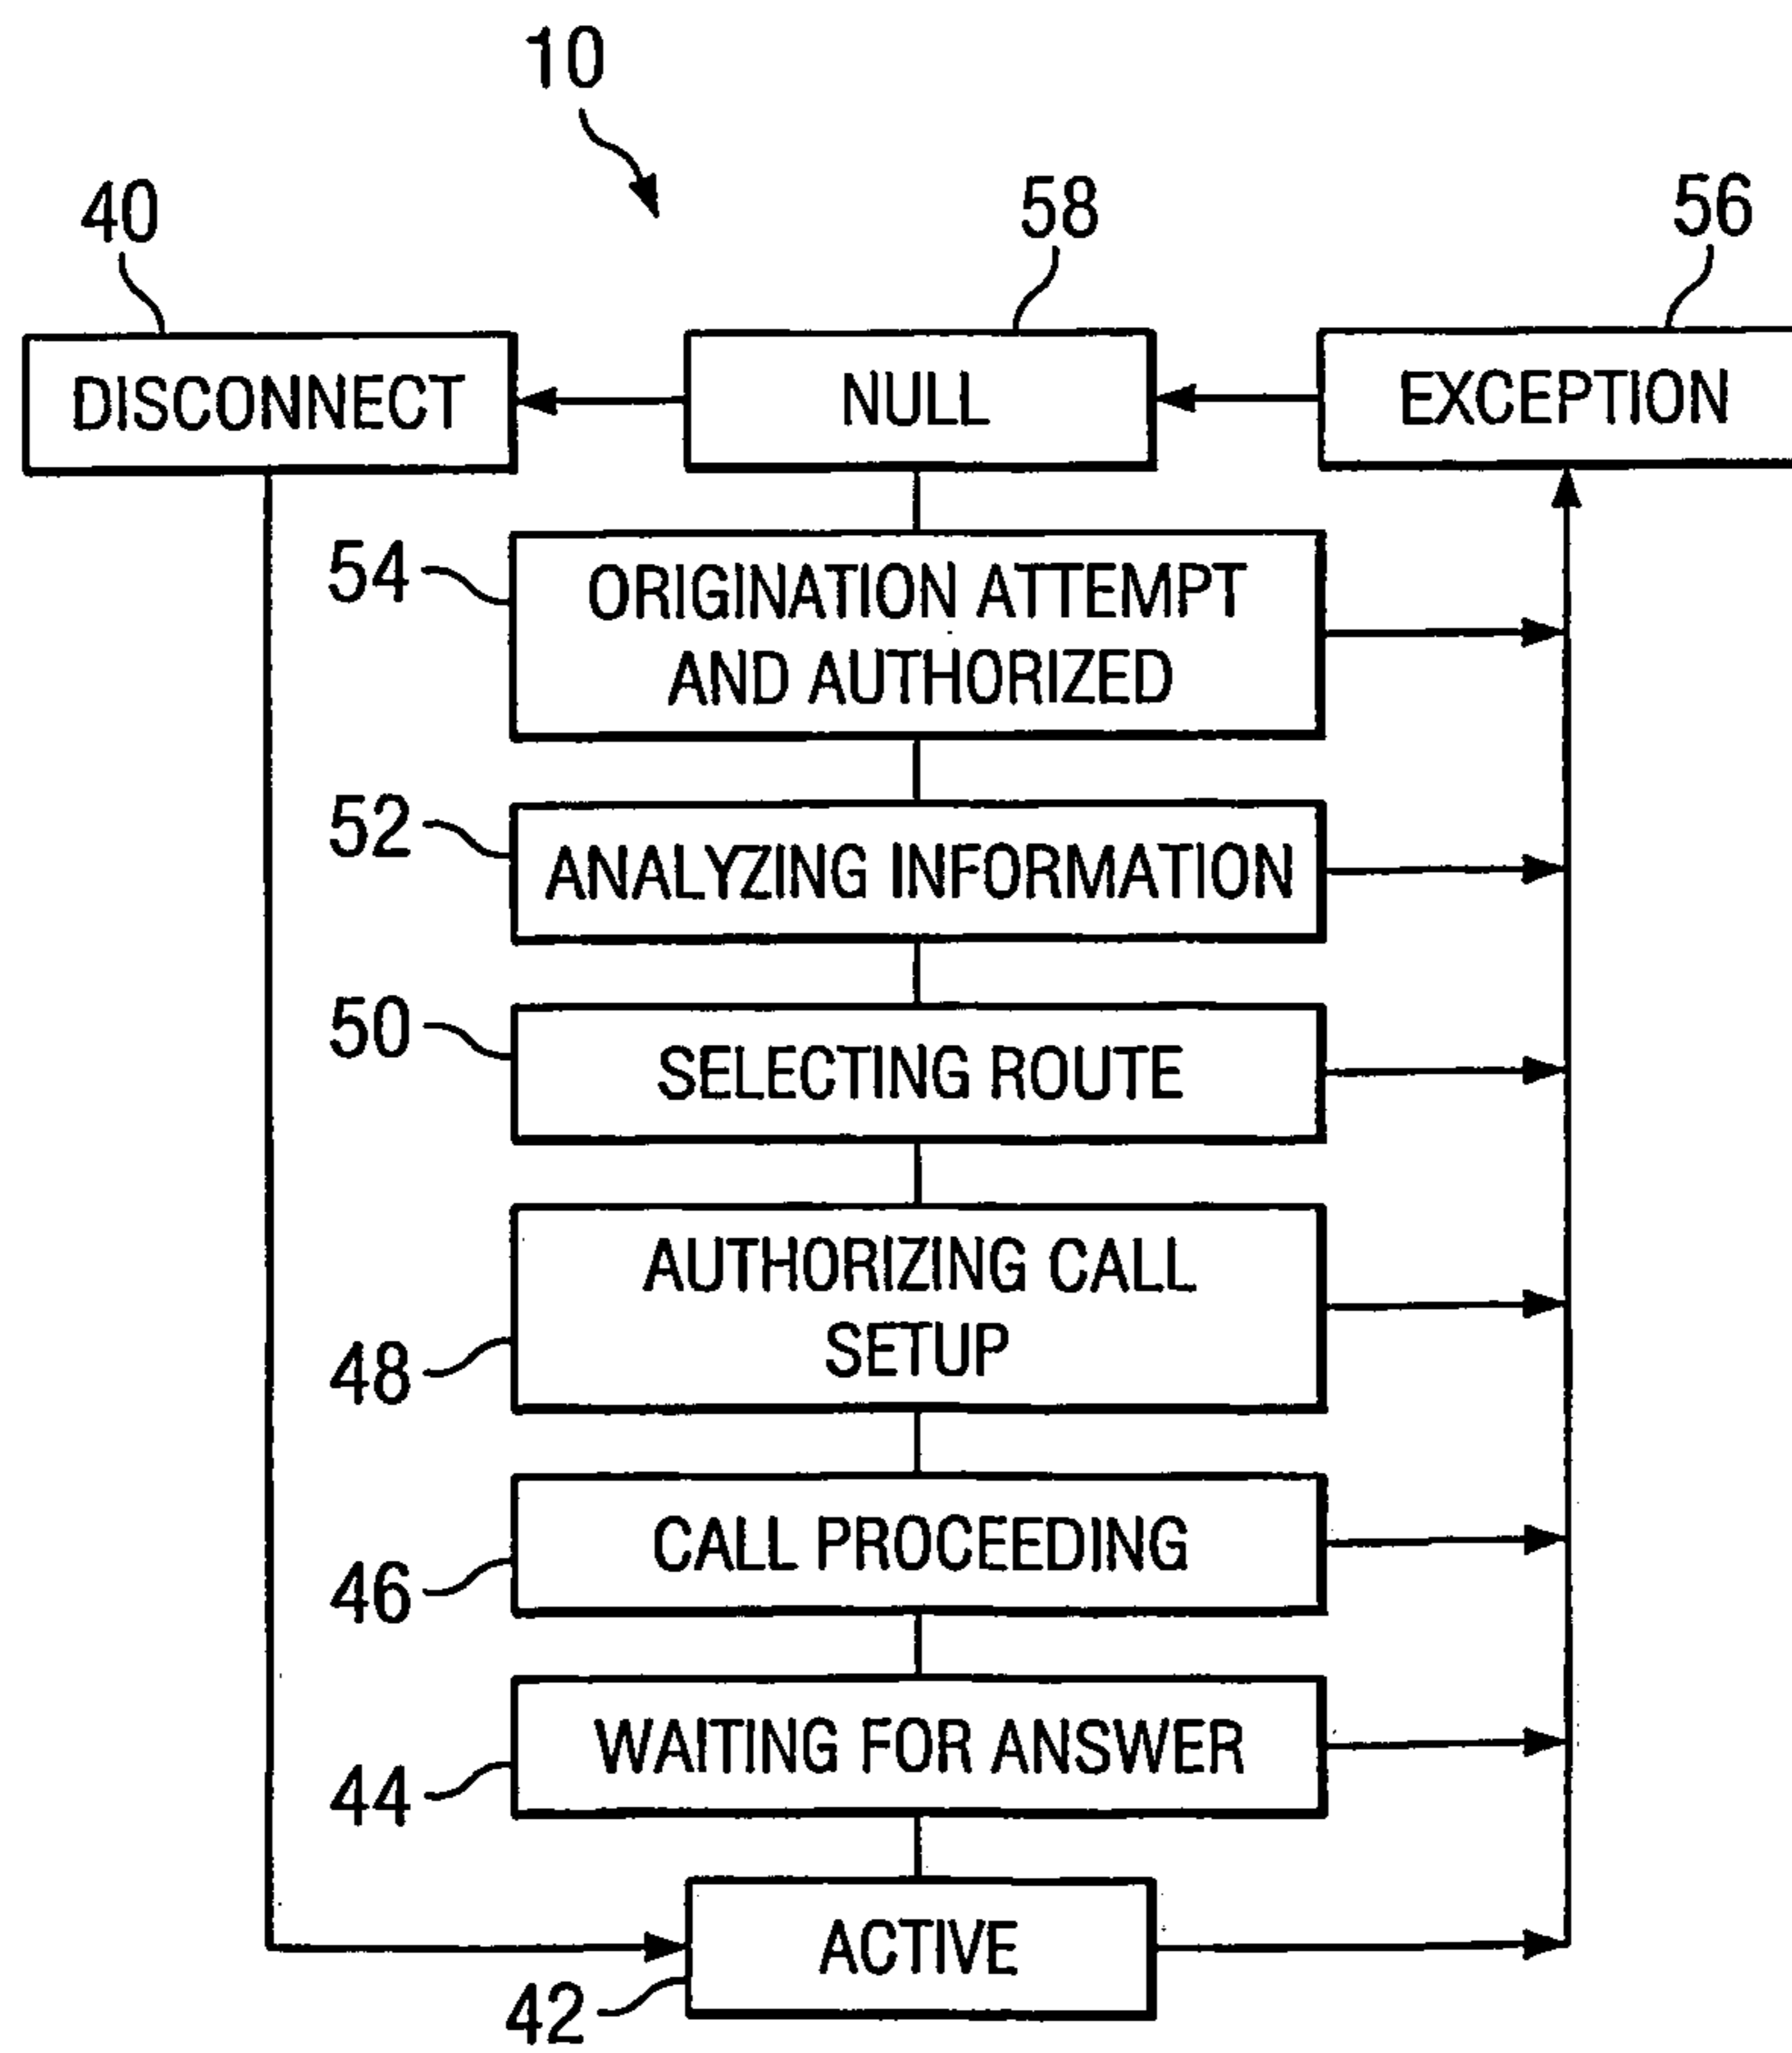 10
40
58
56
DISCONNECT
NULL
EXCEPTION
54
ORIGINATION ATTEMPT
AND AUTHORIZED
52
ANALYZING INFORMATION
50
SELECTING ROUTE
AUTHORIZING CALL
SETUP
48
CALL PROCEEDING
46
WAITING FOR ANSWER
44
ACTIVE
42